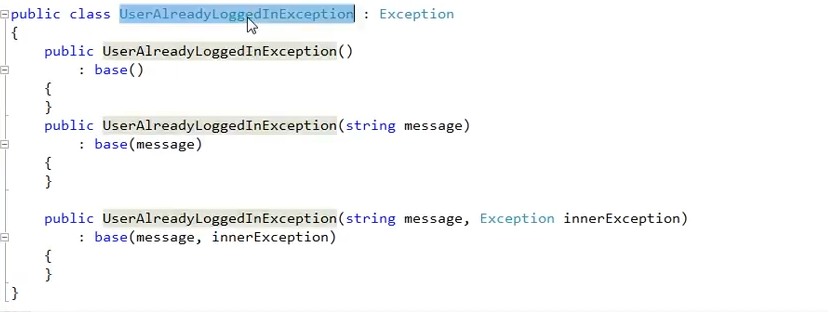 public class UserAlreadyLoggedInException : Exception
{
    public UserAlreadyLoggedInException()
        : base()
    {
    }
    public UserAlreadyLoggedInException(string message)
        : base(message)
    {
    }
    public UserAlreadyLoggedInException(string message, Exception innerException)
        : base(message, innerException)
    {
    }
}